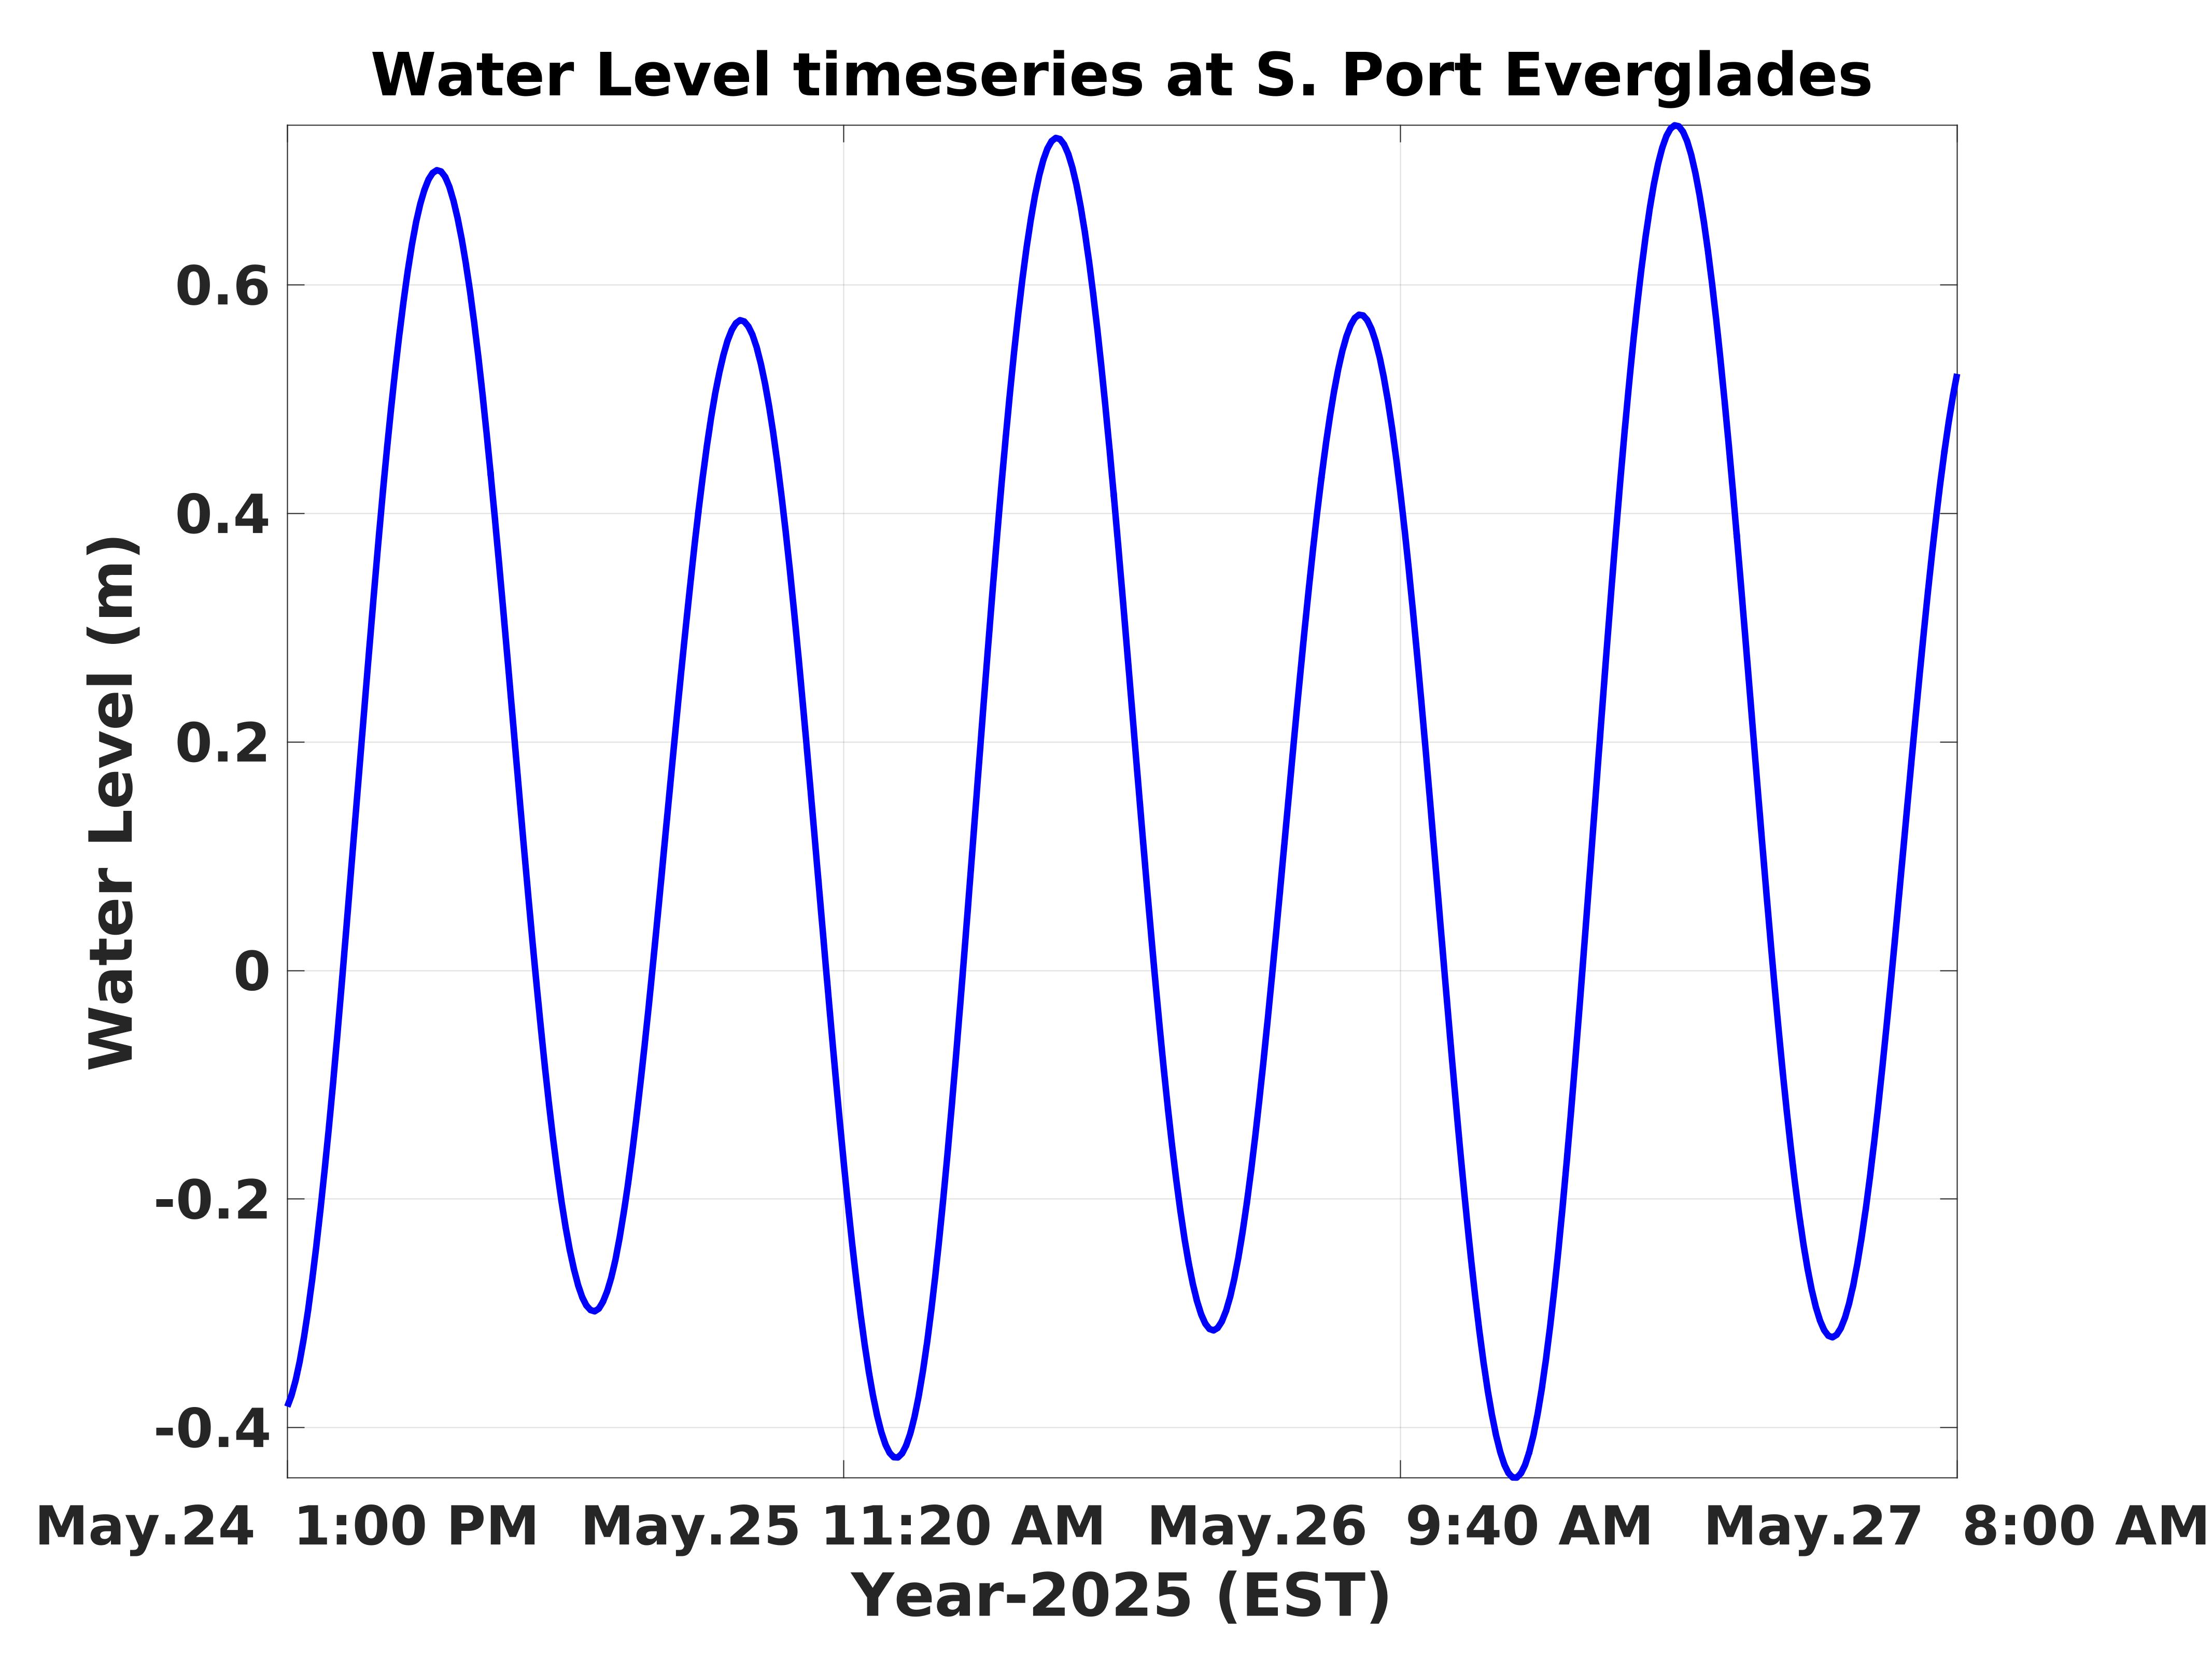 Water Level timeseries at S. Port Everglades
Water Level (m)
0.6
0.4
0.2
0
-0.2
-0.4
May.24 1:00 PM May.25 11:20 AM May.26 9:40 AM May.27 8:00 AM
Year-2025 (EST)